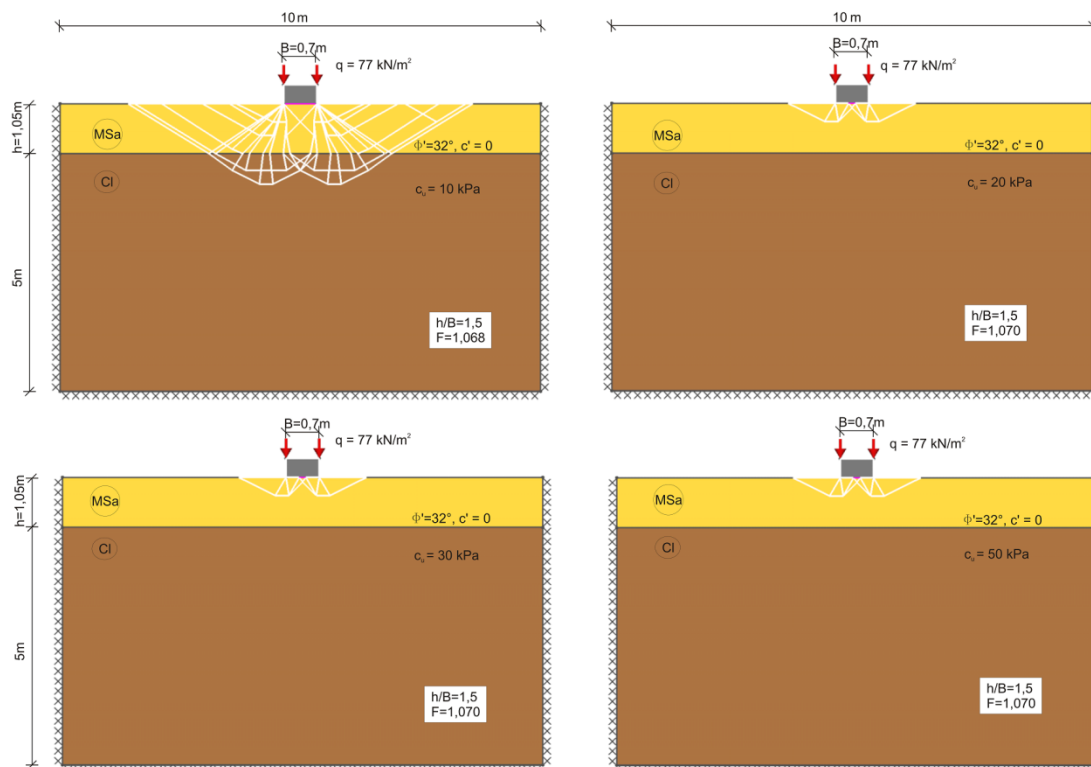 10 m
B=0,7m
q = 77 kN/m²
h=1,05m
MSa
ϕ'=32°, c' = 0
Cl
cᵤ = 10 kPa
5m
h/B=1,5
F=1,068
10 m
B=0,7m
q = 77 kN/m²
MSa
ϕ'=32°, c' = 0
Cl
cᵤ = 20 kPa
h/B=1,5
F=1,070
B=0,7m
q = 77 kN/m²
h=1,05m
MSa
ϕ'=32°, c' = 0
Cl
cᵤ = 30 kPa
5m
h/B=1,5
F=1,070
B=0,7m
q = 77 kN/m²
MSa
ϕ'=32°, c' = 0
Cl
cᵤ = 50 kPa
h/B=1,5
F=1,070